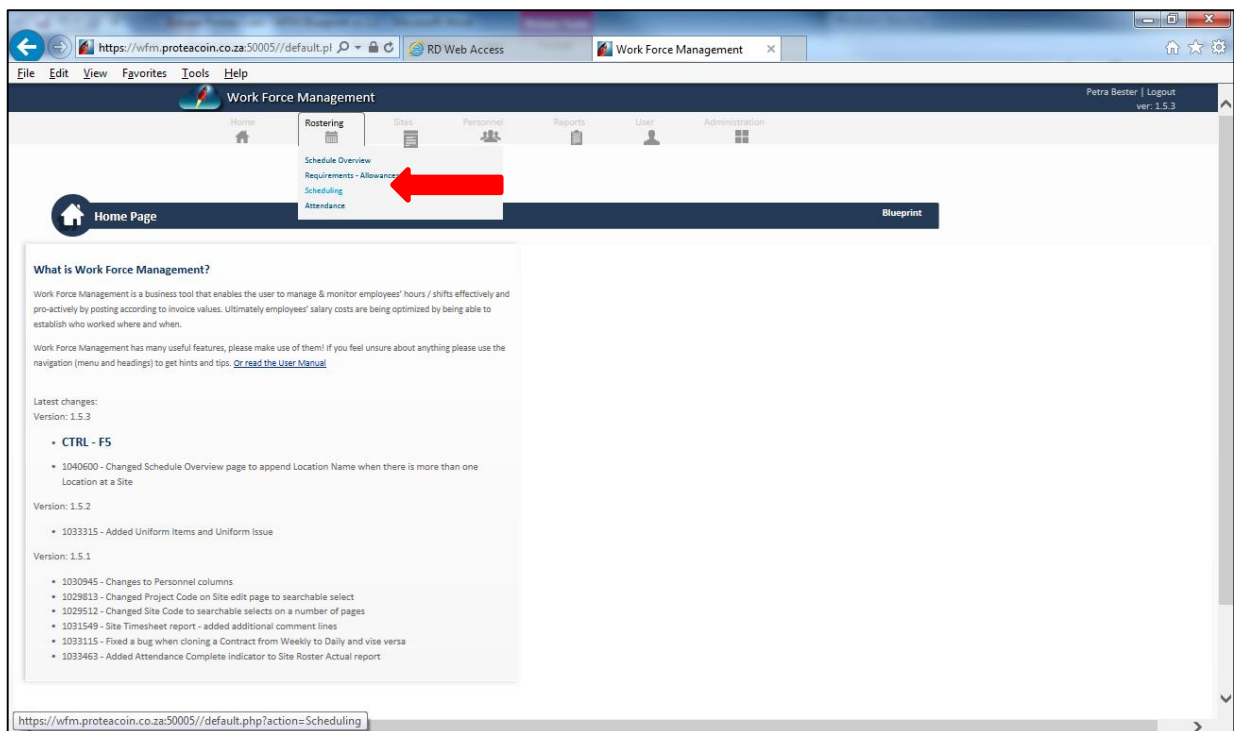 https://wfm.proteacoin.co.za:50005//default.pl
RD Web Access
Work Force Management
File Edit View Favorites Tools Help
Work Force Management
Petra Bester | Logout
ver: 1.5.3
Home Rostering Sites Personnel Reports User Administration
Schedule Overview
Requirements - Allowances
Scheduling
Attendance
Home Page
Blueprint
What is Work Force Management?
Work Force Management is a business tool that enables the user to manage & monitor employees' hours / shifts effectively and
pro-actively by posting according to invoice values. Ultimately employees' salary costs are being optimized by being able to
establish who worked where and when.
Work Force Management has many useful features, please make use of them! If you feel unsure about anything please use the
navigation (menu and headings) to get hints and tips. Or read the User Manual
Latest changes:
Version: 1.5.3
• CTRL - F5
• 1040600 - Changed Schedule Overview page to append Location Name when there is more than one
Location at a Site
Version: 1.5.2
• 1033315 - Added Uniform Items and Uniform Issue
Version: 1.5.1
• 1030945 - Changes to Personnel columns
• 1029813 - Changed Project Code on Site edit page to searchable select
• 1029512 - Changed Site Code to searchable selects on a number of pages
• 1031549 - Site Timesheet report - added additional comment lines
• 1033115 - Fixed a bug when cloning a Contract from Weekly to Daily and vise versa
• 1033463 - Added Attendance Complete indicator to Site Roster Actual report
https://wfm.proteacoin.co.za:50005//default.php?action=Scheduling